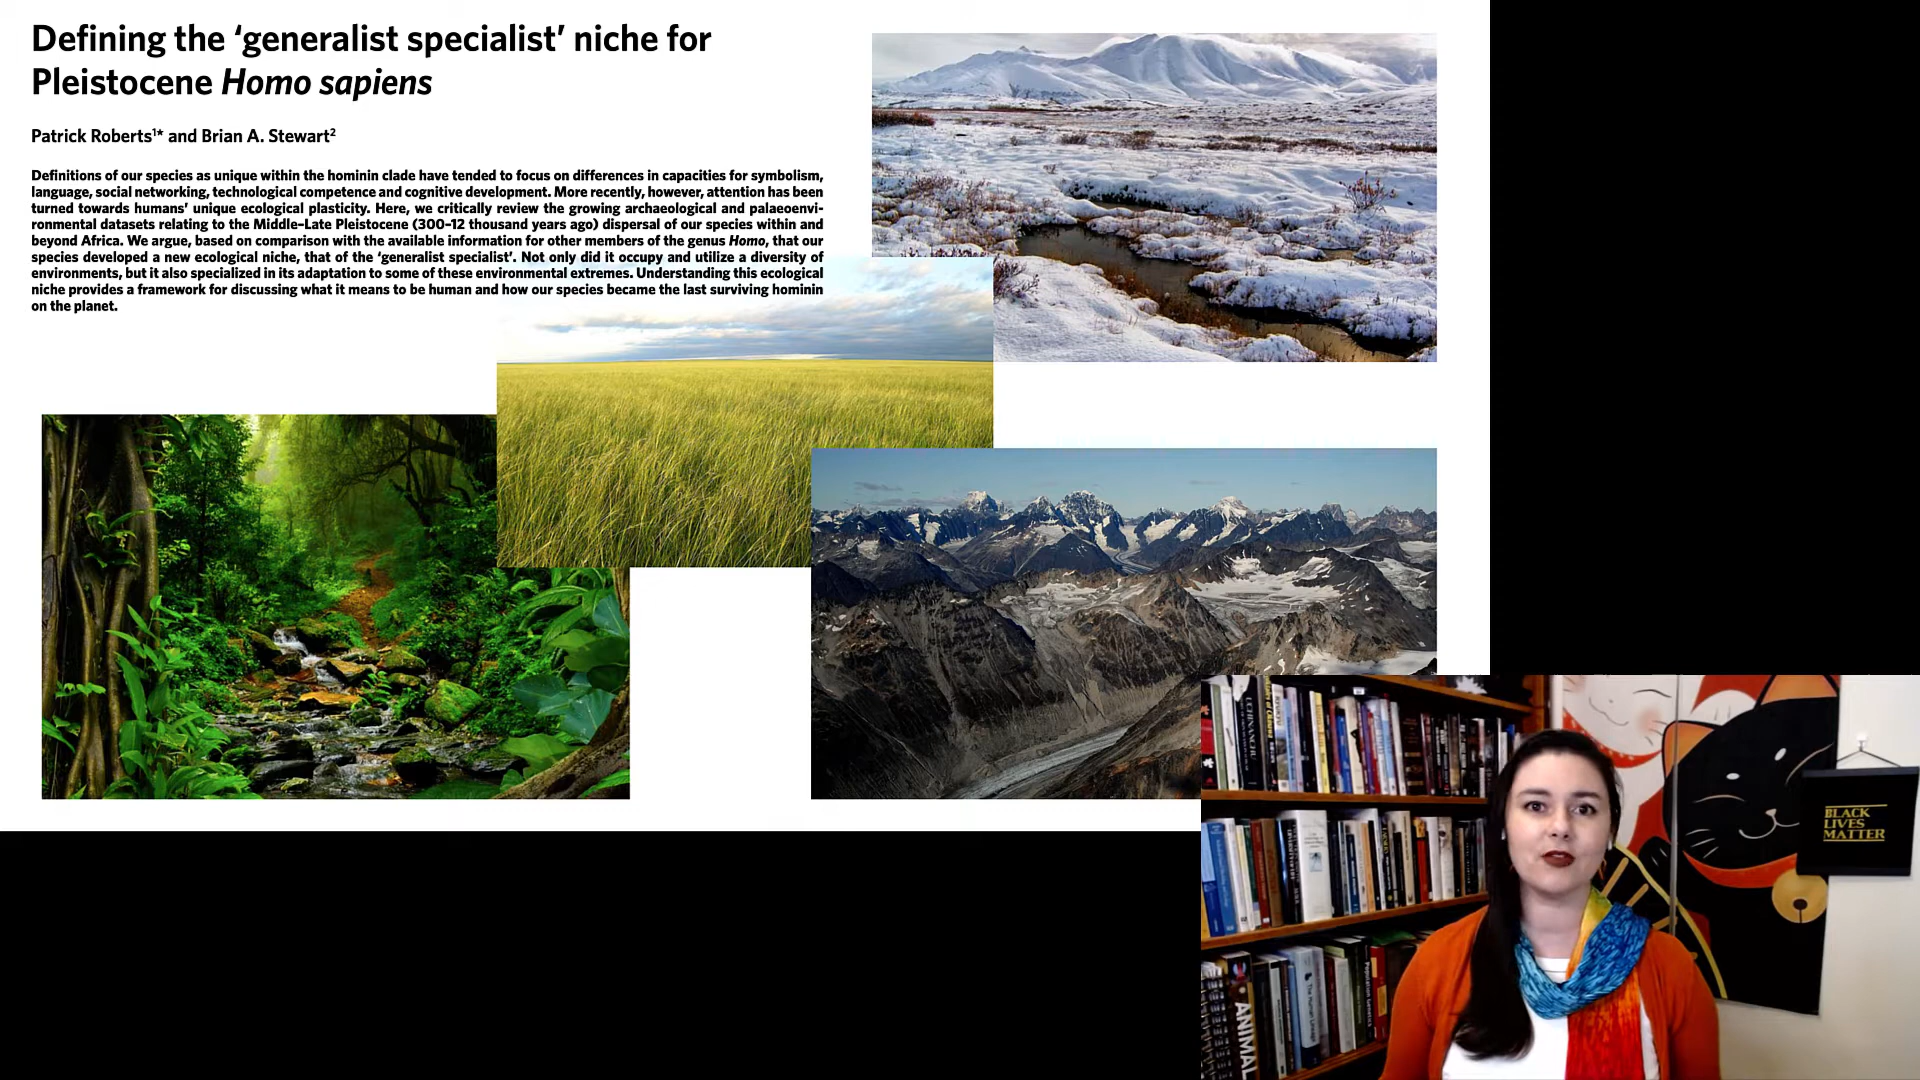 Defining the ‘generalist specialist’ niche for
Pleistocene Homo sapiens
Patrick Roberts1* and Brian A. Stewart2
Definitions of our species as unique within the hominin clade have tended to focus on differences in capacities for symbolism,
language, social networking, technological competence and cognitive development. More recently, however, attention has been
turned towards humans’ unique ecological plasticity. Here, we critically review the growing archaeological and palaeoenvi-
ronmental datasets relating to the Middle–Late Pleistocene (300–12 thousand years ago) dispersal of our species within and
beyond Africa. We argue, based on comparison with the available information for other members of the genus Homo, that our
species developed a new ecological niche, that of the ‘generalist specialist’. Not only did it occupy and utilize a diversity of
environments, but it also specialized in its adaptation to some of these environmental extremes. Understanding this ecological
niche provides a framework for discussing what it means to be human and how our species became the last surviving hominin
on the planet.
BLACK
LIVES
MATTER
ANIMAL